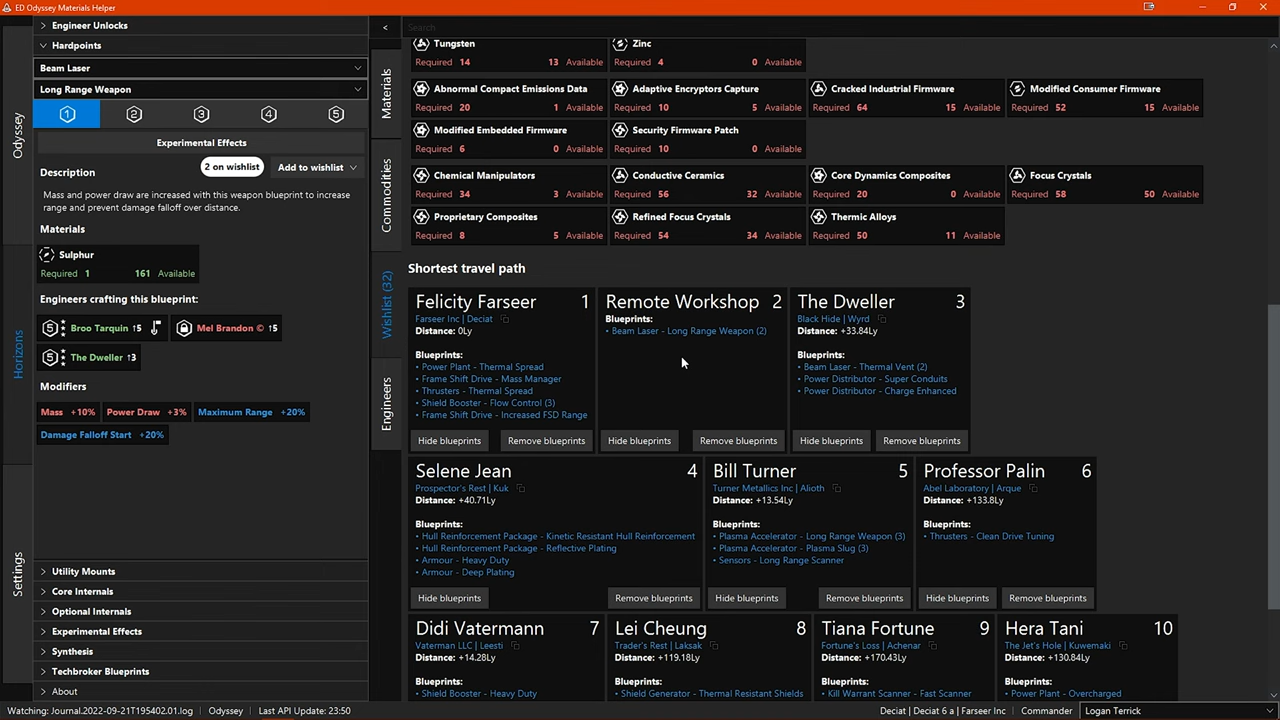 ED Odyssey Materials Helper
Engineer Unlocks
Hardpoints
Beam Laser
Long Range Weapon
1 2 3 4 5
Experimental Effects
Description
2 on wishlist
Add to wishlist
Mass and power draw are increased with this weapon blueprint to increase
range and prevent damage falloff over distance.
Materials
Sulphur
Required 1 161 Available
Engineers crafting this blueprint:
5 Broo Tarquin ↑5
Mel Brandon © ↑5
5 The Dweller ↑3
Modifiers
Mass +10% Power Draw +3% Maximum Range +20%
Damage Falloff Start +20%
Utility Mounts
Core Internals
Optional Internals
Experimental Effects
Synthesis
Techbroker Blueprints
About
Odyssey
Horizons
Settings
<
Materials
Commodities
Wishlist (32)
Engineers
Search
Tungsten
Required 14 13 Available
Zinc
Required 4 0 Available
Abnormal Compact Emissions Data
Required 20 1 Available
Adaptive Encryptors Capture
Required 10 5 Available
Cracked Industrial Firmware
Required 64 15 Available
Modified Consumer Firmware
Required 52 15 Available
Modified Embedded Firmware
Required 6 0 Available
Security Firmware Patch
Required 10 0 Available
Chemical Manipulators
Required 34 3 Available
Conductive Ceramics
Required 56 32 Available
Core Dynamics Composites
Required 20 0 Available
Focus Crystals
Required 58 50 Available
Proprietary Composites
Required 8 5 Available
Refined Focus Crystals
Required 54 34 Available
Thermic Alloys
Required 50 11 Available
Shortest travel path
Felicity Farseer 1
Farseer Inc | Deciat
Distance: 0Ly
Blueprints:
• Power Plant - Thermal Spread
• Frame Shift Drive - Mass Manager
• Thrusters - Thermal Spread
• Shield Booster - Flow Control (3)
• Frame Shift Drive - Increased FSD Range
Hide blueprints Remove blueprints
Remote Workshop 2
Blueprints:
• Beam Laser - Long Range Weapon (2)
Hide blueprints Remove blueprints
The Dweller 3
Black Hide | Wyrd
Distance: +33.84Ly
Blueprints:
• Beam Laser - Thermal Vent (2)
• Power Distributor - Super Conduits
• Power Distributor - Charge Enhanced
Hide blueprints Remove blueprints
Selene Jean 4
Prospector's Rest | Kuk
Distance: +40.71Ly
Blueprints:
• Hull Reinforcement Package - Kinetic Resistant Hull Reinforcement
• Hull Reinforcement Package - Reflective Plating
• Armour - Heavy Duty
• Armour - Deep Plating
Hide blueprints Remove blueprints
Bill Turner 5
Turner Metallics Inc | Alioth
Distance: +13.54Ly
Blueprints:
• Plasma Accelerator - Long Range Weapon (3)
• Plasma Accelerator - Plasma Slug (3)
• Sensors - Long Range Scanner
Hide blueprints Remove blueprints
Professor Palin 6
Abel Laboratory | Arque
Distance: +133.8Ly
Blueprints:
• Thrusters - Clean Drive Tuning
Hide blueprints Remove blueprints
Didi Vatermann 7
Vaterman LLC | Leesti
Distance: +14.28Ly
Blueprints:
• Shield Booster - Heavy Duty
Lei Cheung 8
Trader's Rest | Laksak
Distance: +119.18Ly
Blueprints:
• Shield Generator - Thermal Resistant Shields
Tiana Fortune 9
Fortune's Loss | Achenar
Distance: +170.43Ly
Blueprints:
• Kill Warrant Scanner - Fast Scanner
Hera Tani 10
The Jet's Hole | Kuwemaki
Distance: +130.84Ly
Blueprints:
• Power Plant - Overcharged
Watching: Journal.2022-09-21T195402.01.log Odyssey Last API Update: 23:50
Deciat | Deciat 6 a | Farseer Inc Commander Logan Terrick